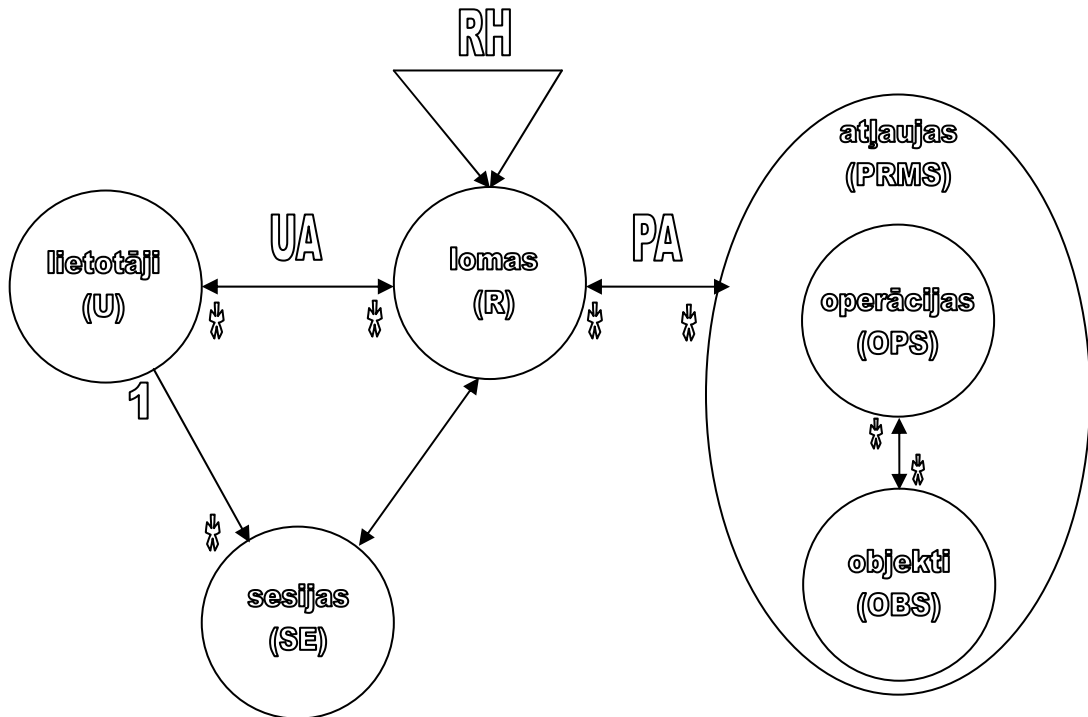 RH
atļaujas
(PRMS)
UA
PA
lietotāji
(U)
lomas
(R)
operācijas
(OPS)
*
*
*
*
1
*
*
*
sesijas
(SE)
objekti
(OBS)